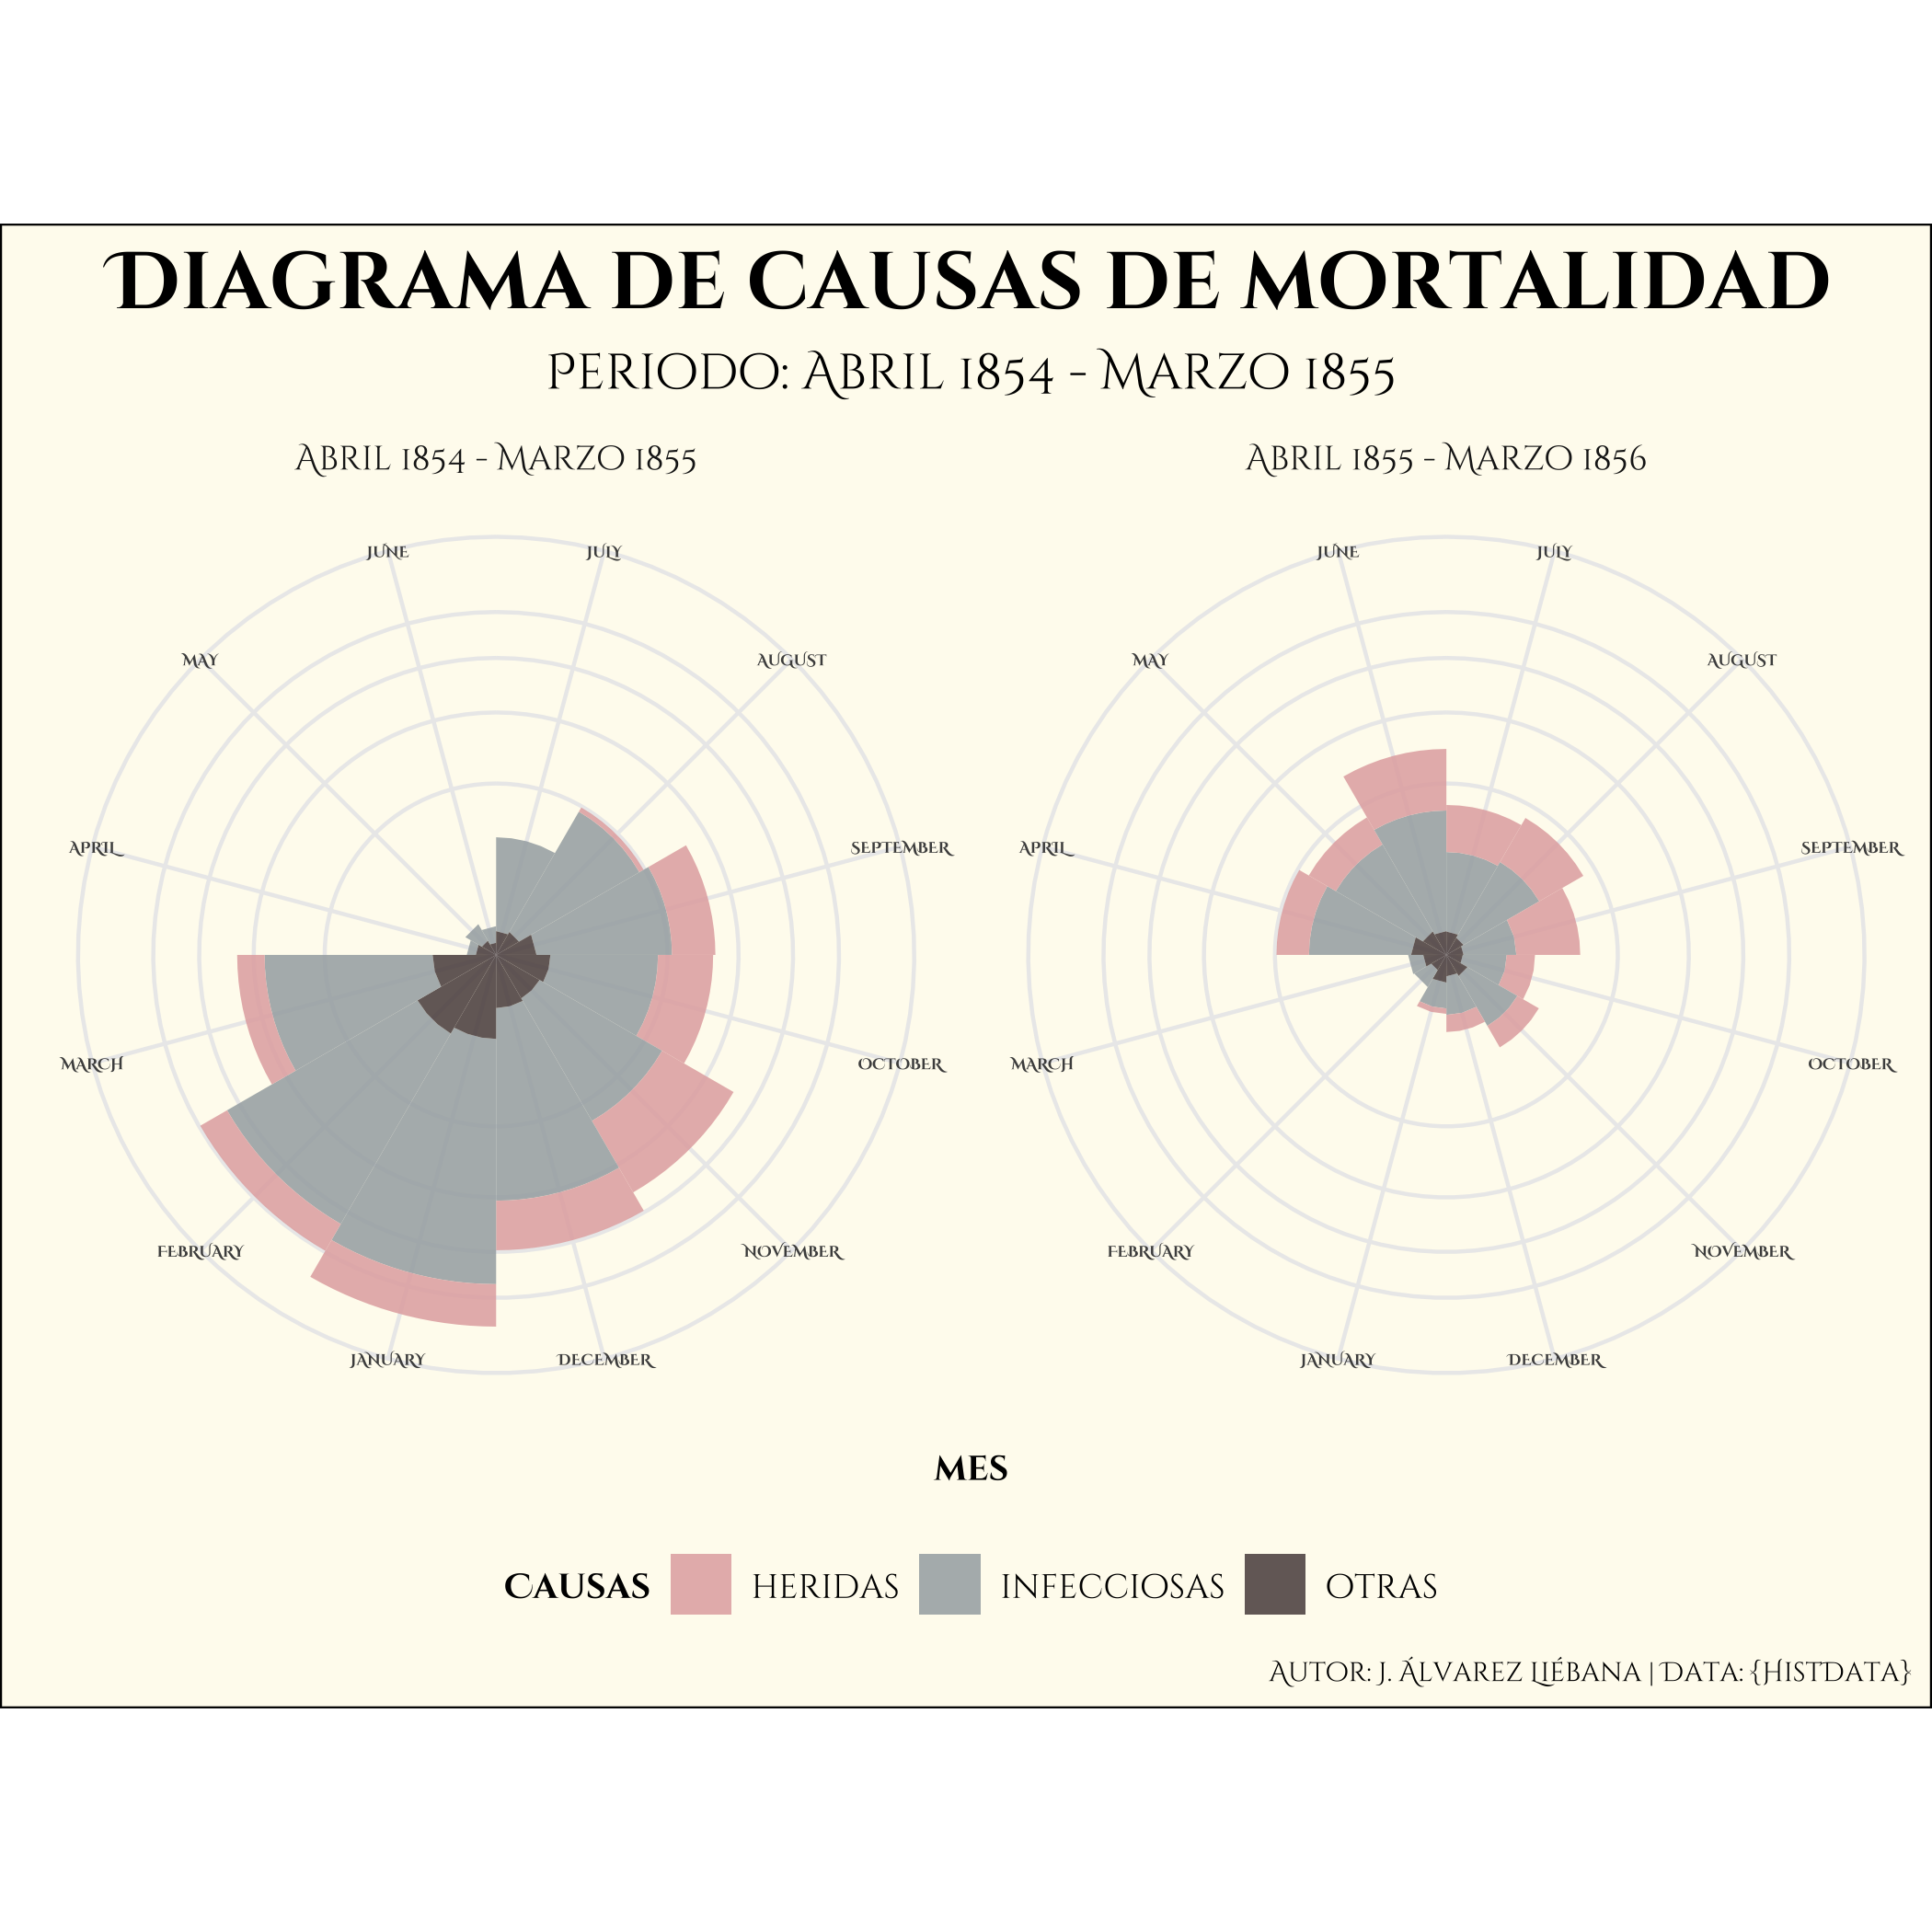 Diagrama de causas de mortalidad
Periodo: Abril 1854 - Marzo 1855
Abril 1854 - Marzo 1855
Abril 1855 - Marzo 1856
June
July
May
August
April
September
March
October
February
November
January
December
June
July
May
August
April
September
March
October
February
November
January
December
mes
Causas heridas infecciosas otras
Autor: J. Álvarez Liébana | Data: {HistData}